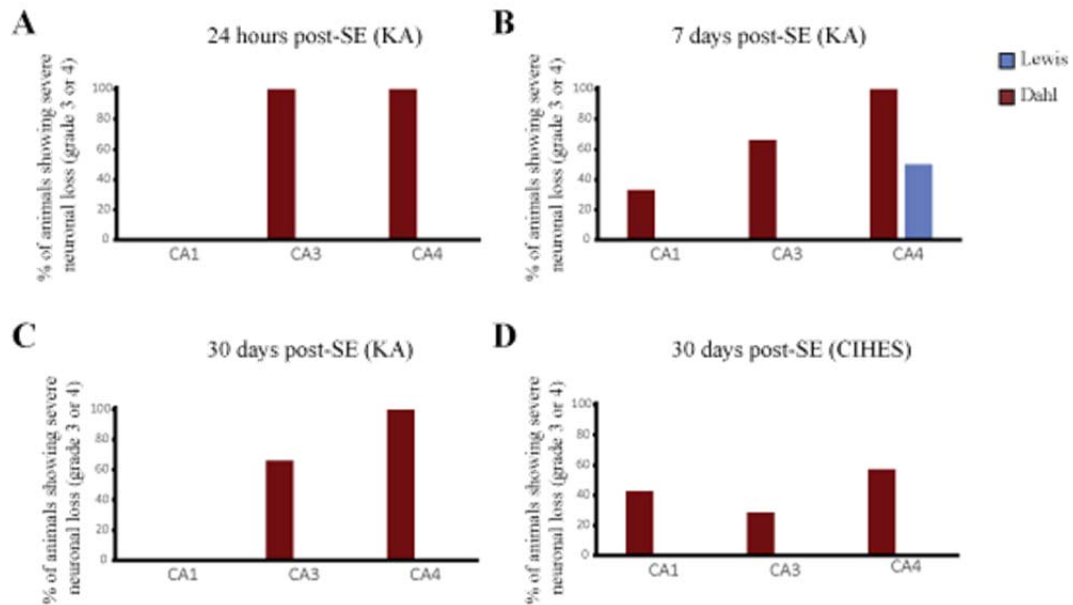 A
24 hours post-SE (KA)
% of animals showing severe
neuronal loss (grade 3 or 4)
100
80
60
40
20
0
CA1 CA3 CA4
B
7 days post-SE (KA)
% of animals showing severe
neuronal loss (grade 3 or 4)
100
80
60
40
20
0
CA1 CA3 CA4
Lewis
Dahl
C
30 days post-SE (KA)
% of animals showing severe
neuronal loss (grade 3 or 4)
100
80
60
40
20
0
CA1 CA3 CA4
D
30 days post-SE (CIHES)
% of animals showing severe
neuronal loss (grade 3 or 4)
100
80
60
40
20
0
CA1 CA3 CA4